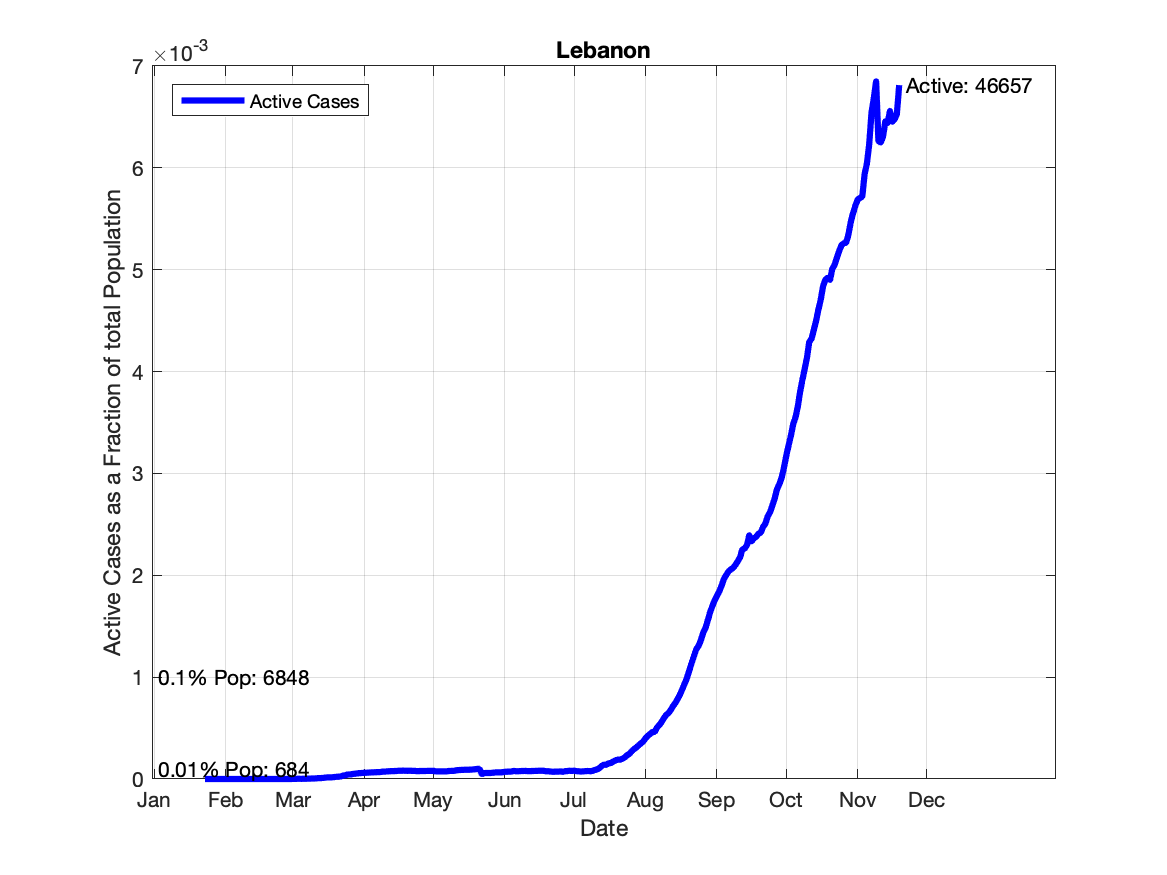 Lebanon
×10-3
7
6
5
4
3
2
1
0
Active Cases as a Fraction of total Population
Active Cases
Active: 46657
0.1% Pop: 6848
0.01% Pop: 684
Jan Feb Mar Apr May Jun Jul Aug Sep Oct Nov Dec
Date